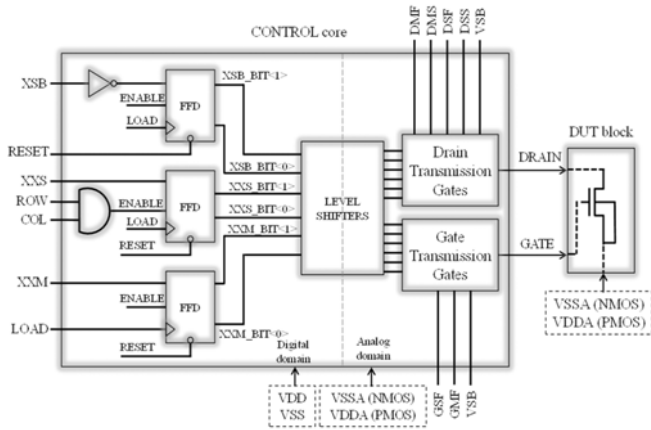 DMF
DMS
DSF
DSS
VSB
CONTROL core
XSB
FFD
XSB_BIT<1>
ENABLE
LOAD
RESET
XSB_BIT<0>
Drain
Transmission
Gates
DRAIN
DUT block
XXS
ROW
COL
ENABLE
FFD
LOAD
RESET
XXS_BIT<1>
XXS_BIT<0>
XXM_BIT<1>
LEVEL
SHIFTERS
Gate
Transmission
Gates
GATE
XXM
ENABLE
FFD
LOAD
RESET
XXM_BIT<0>
Digital
domain
Analog
domain
VSSA (NMOS)
VDDA (PMOS)
VDD
VSS
VSSA (NMOS)
VDDA (PMOS)
GSF
GMF
VSB